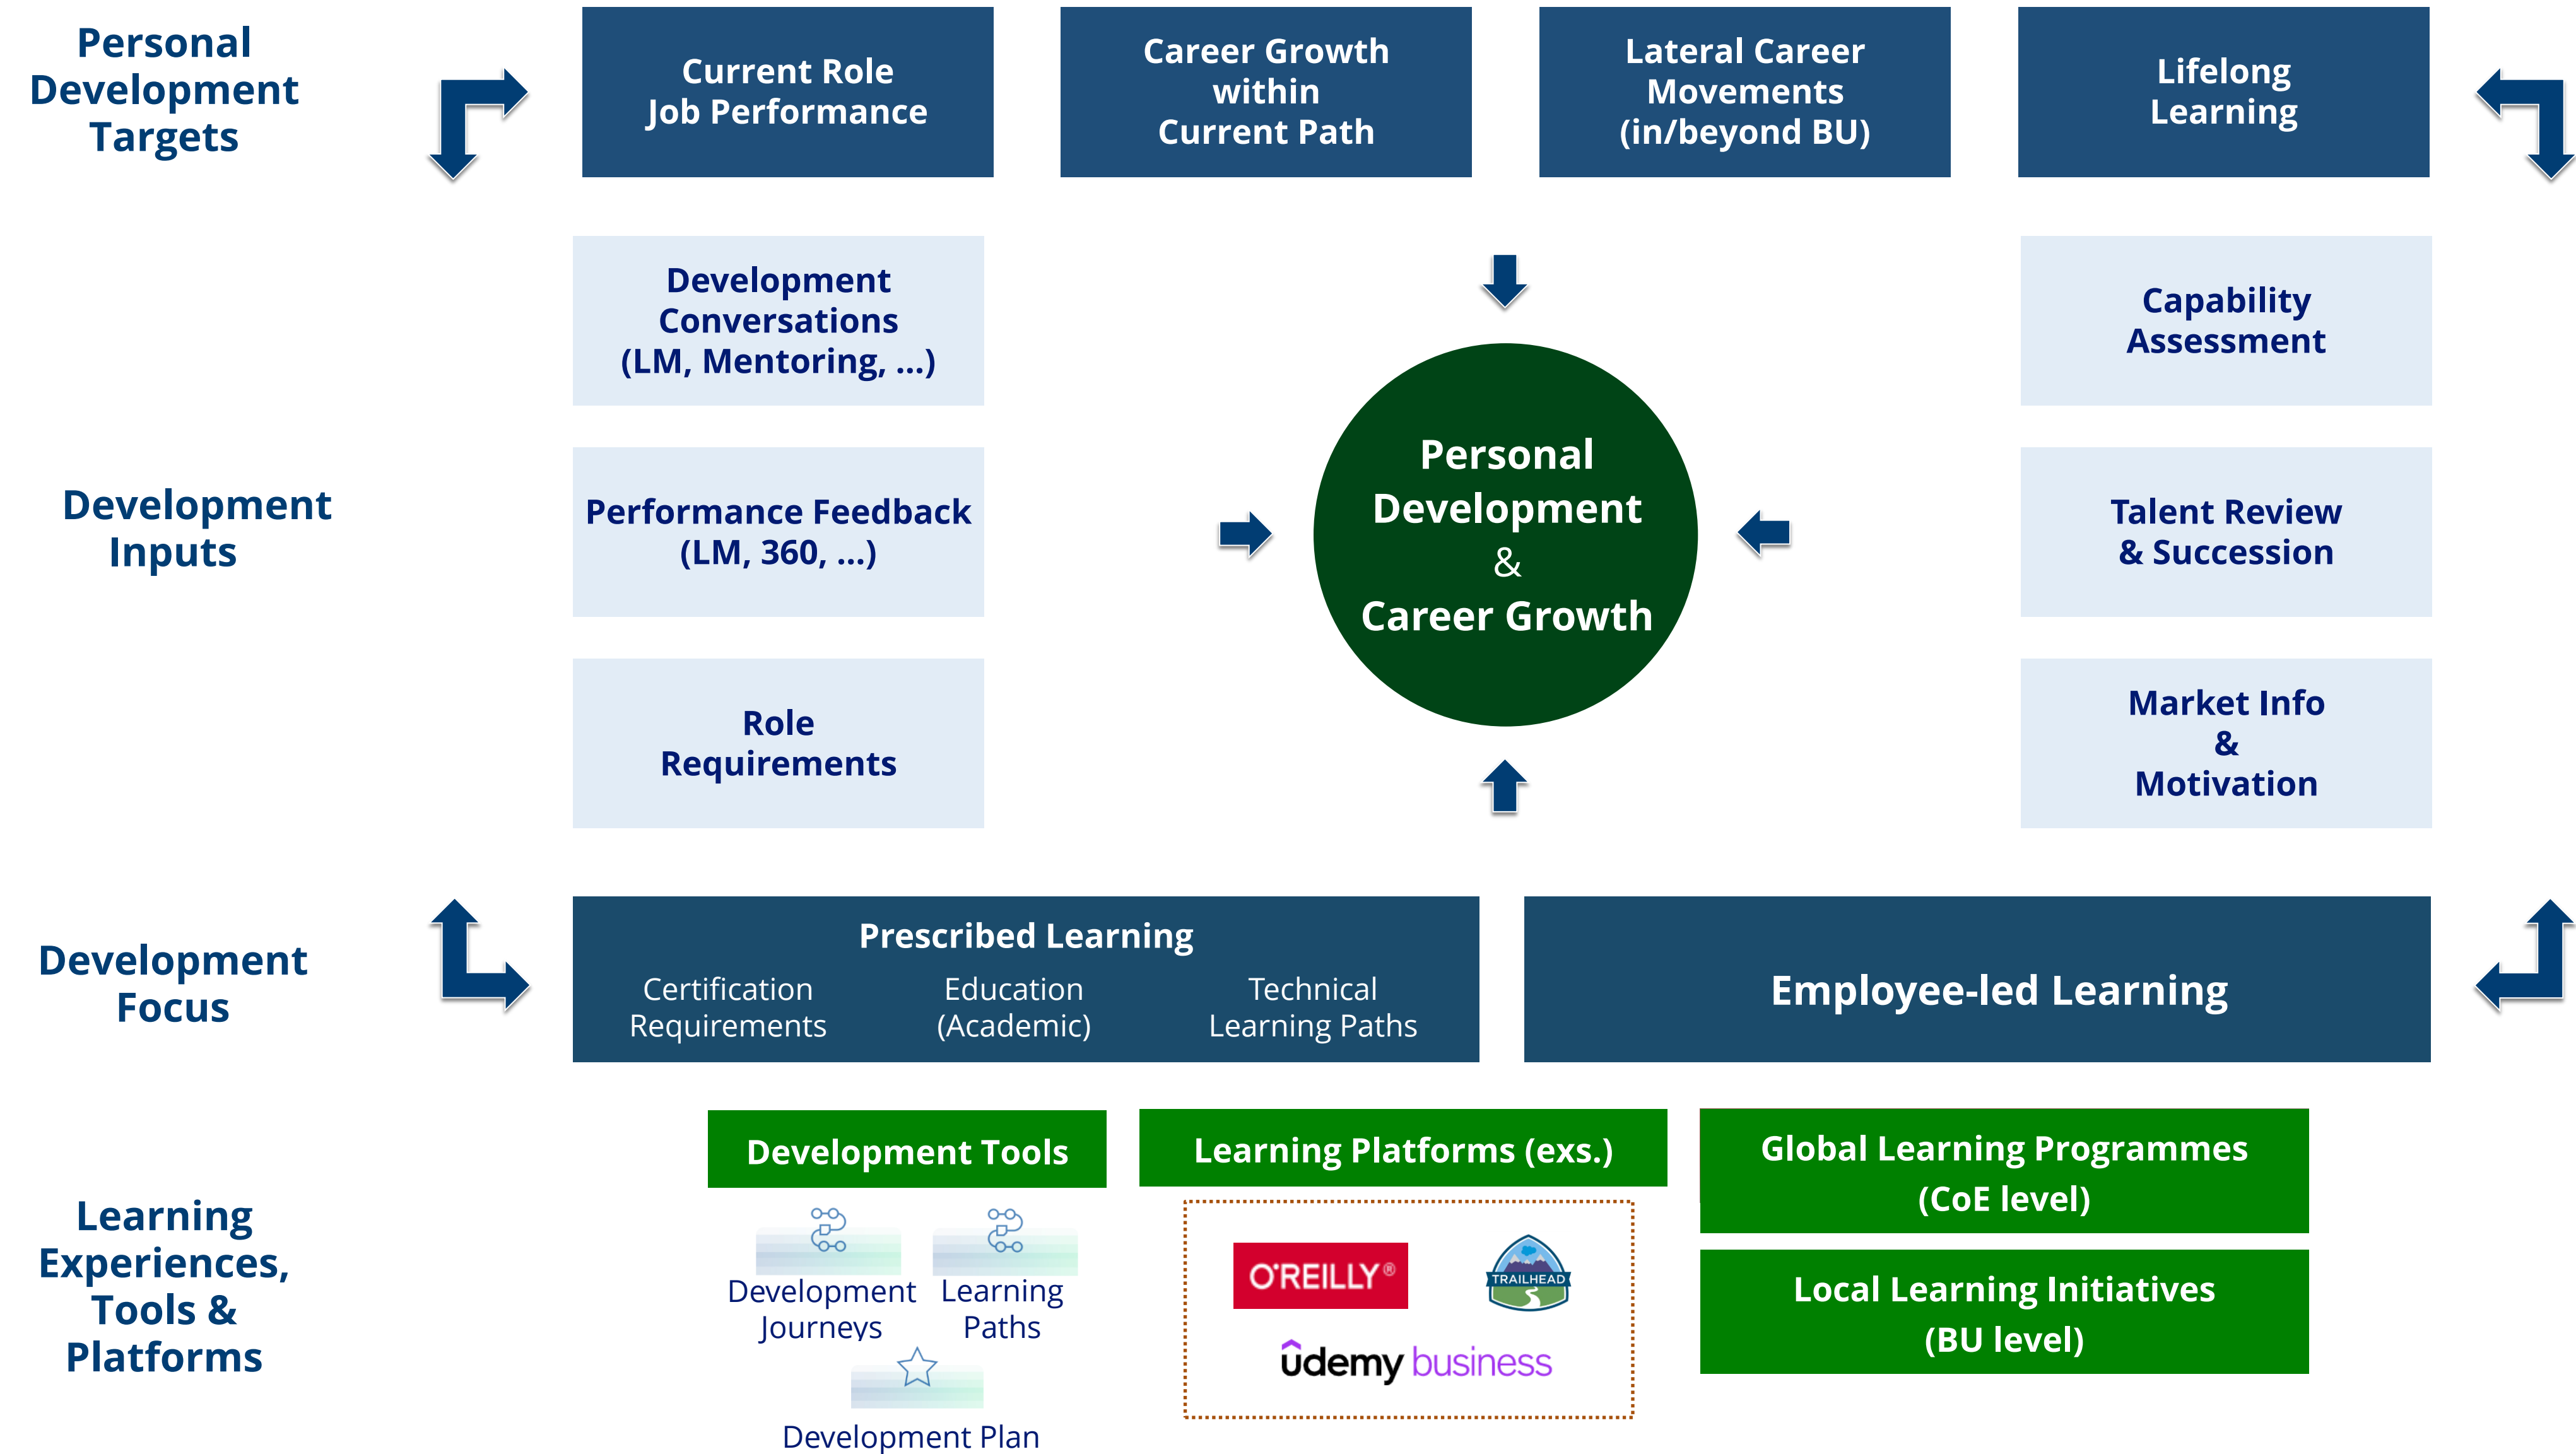 Personal
Development
Targets
Current Role
Job Performance
Career Growth
within
Current Path
Lateral Career
Movements
(in/beyond BU)
Lifelong
Learning
Development
Inputs
Development
Conversations
(LM, Mentoring, ...)
Performance Feedback
(LM, 360, ...)
Role
Requirements
Personal
Development
&
Career Growth
Capability
Assessment
Talent Review
& Succession
Market Info
&
Motivation
Development
Focus
Prescribed Learning
Certification
Requirements
Education
(Academic)
Technical
Learning Paths
Employee-led Learning
Learning
Experiences,
Tools &
Platforms
Development Tools
Development
Journeys
Learning
Paths
Development Plan
Learning Platforms (exs.)
O'REILLY®
TRAILHEAD
udemy business
Global Learning Programmes
(CoE level)
Local Learning Initiatives
(BU level)